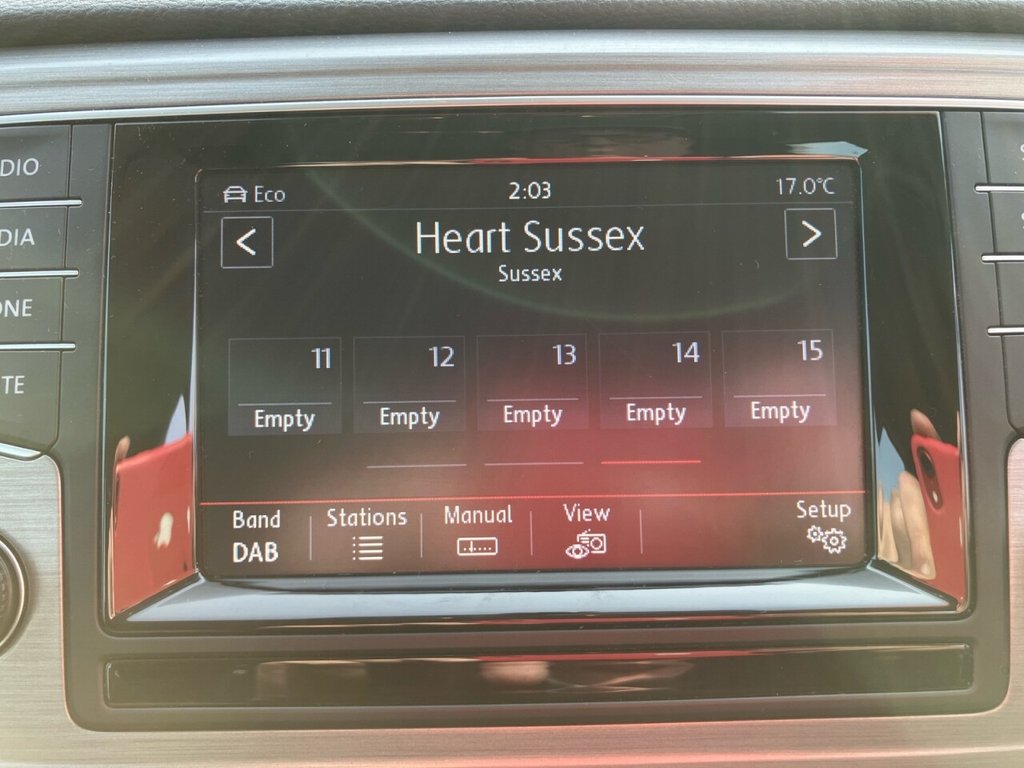 Eco 2:03 17.0°C
< Heart Sussex >
Sussex
11 12 13 14 15
Empty Empty Empty Empty Empty
Band Stations Manual View Setup
DAB
DIO
DIA
ONE
TE